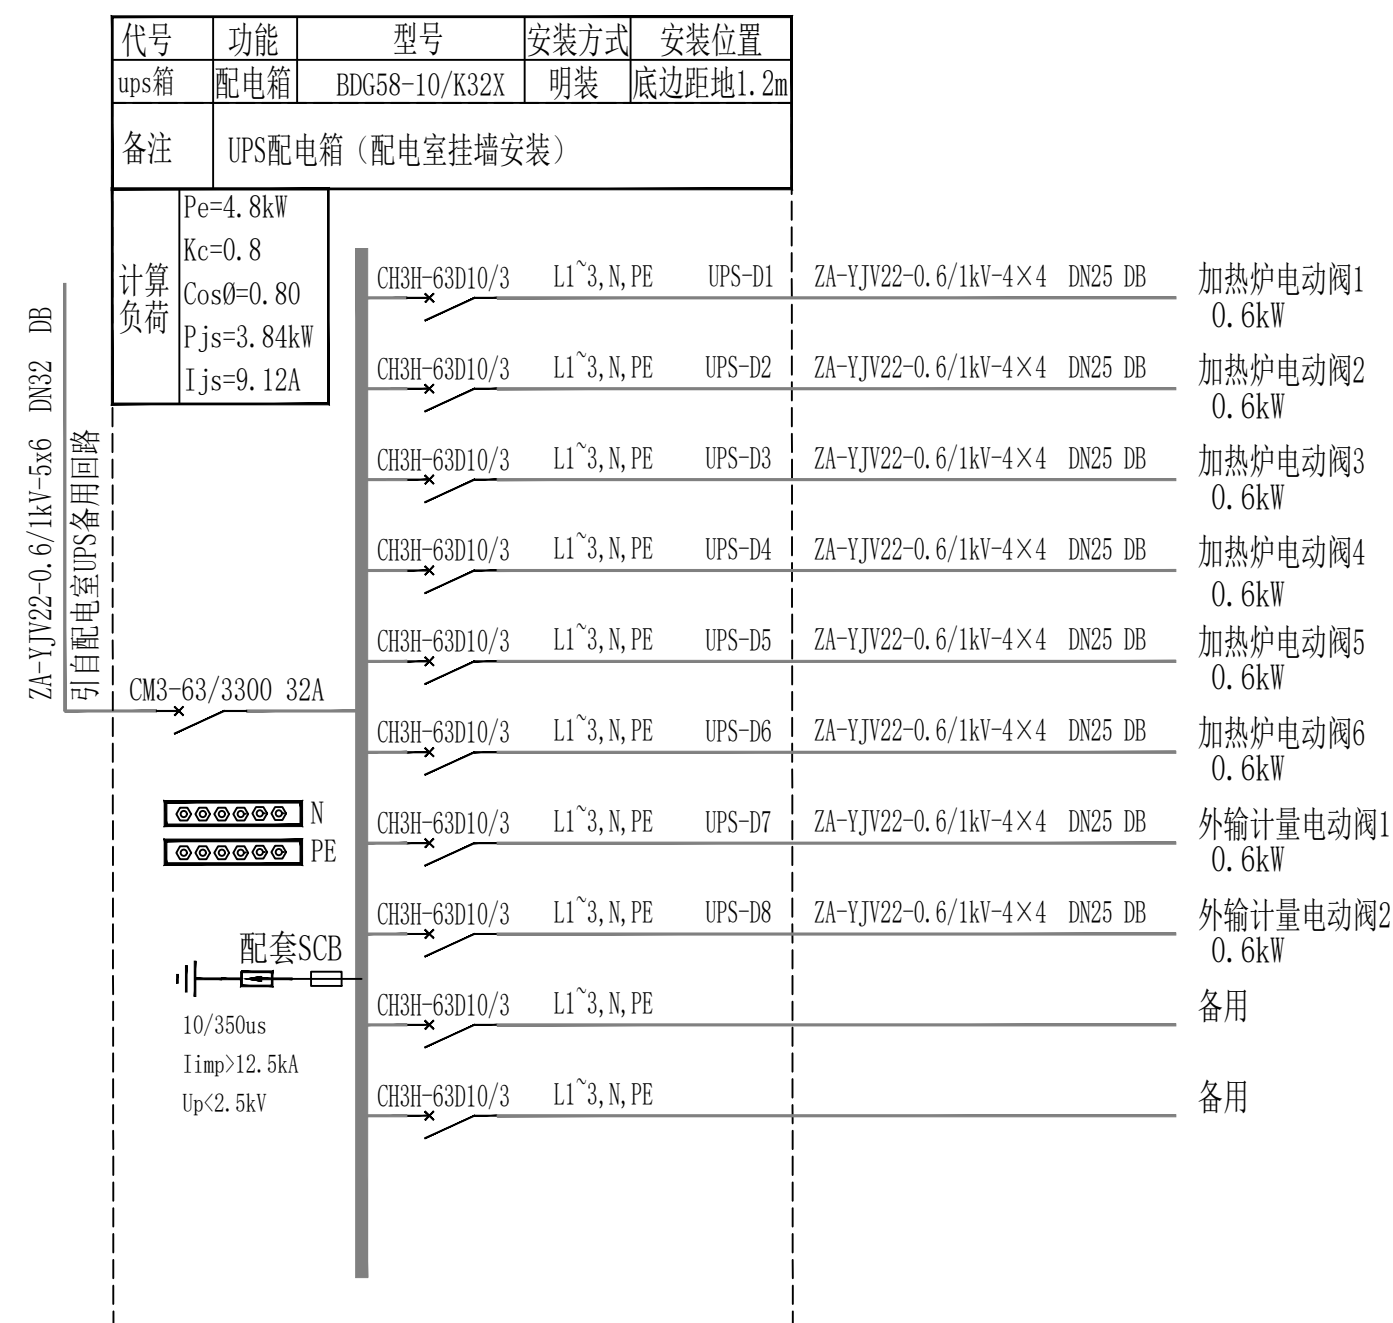 代号 功能 型号 安装方式 安装位置
ups箱 配电箱 BDG58-10/K32X 明装 底边距地1.2m
备注 UPS配电箱（配电室挂墙安装）
计算
负荷
Pe=4.8kW
Kc=0.8
CosØ=0.80
Pjs=3.84kW
Ijs=9.12A
ZA-YJV22-0.6/1kV-5x6 DN32 DB
引自配电室UPS备用回路
CM3-63/3300 32A
N
PE
配套SCB
10/350us
Iimp>12.5kA
Up<2.5kV
CH3H-63D10/3 L1~3,N,PE UPS-D1 ZA-YJV22-0.6/1kV-4×4 DN25 DB 加热炉电动阀1
0.6kW
CH3H-63D10/3 L1~3,N,PE UPS-D2 ZA-YJV22-0.6/1kV-4×4 DN25 DB 加热炉电动阀2
0.6kW
CH3H-63D10/3 L1~3,N,PE UPS-D3 ZA-YJV22-0.6/1kV-4×4 DN25 DB 加热炉电动阀3
0.6kW
CH3H-63D10/3 L1~3,N,PE UPS-D4 ZA-YJV22-0.6/1kV-4×4 DN25 DB 加热炉电动阀4
0.6kW
CH3H-63D10/3 L1~3,N,PE UPS-D5 ZA-YJV22-0.6/1kV-4×4 DN25 DB 加热炉电动阀5
0.6kW
CH3H-63D10/3 L1~3,N,PE UPS-D6 ZA-YJV22-0.6/1kV-4×4 DN25 DB 加热炉电动阀6
0.6kW
CH3H-63D10/3 L1~3,N,PE UPS-D7 ZA-YJV22-0.6/1kV-4×4 DN25 DB 外输计量电动阀1
0.6kW
CH3H-63D10/3 L1~3,N,PE UPS-D8 ZA-YJV22-0.6/1kV-4×4 DN25 DB 外输计量电动阀2
0.6kW
CH3H-63D10/3 L1~3,N,PE 备用
CH3H-63D10/3 L1~3,N,PE 备用